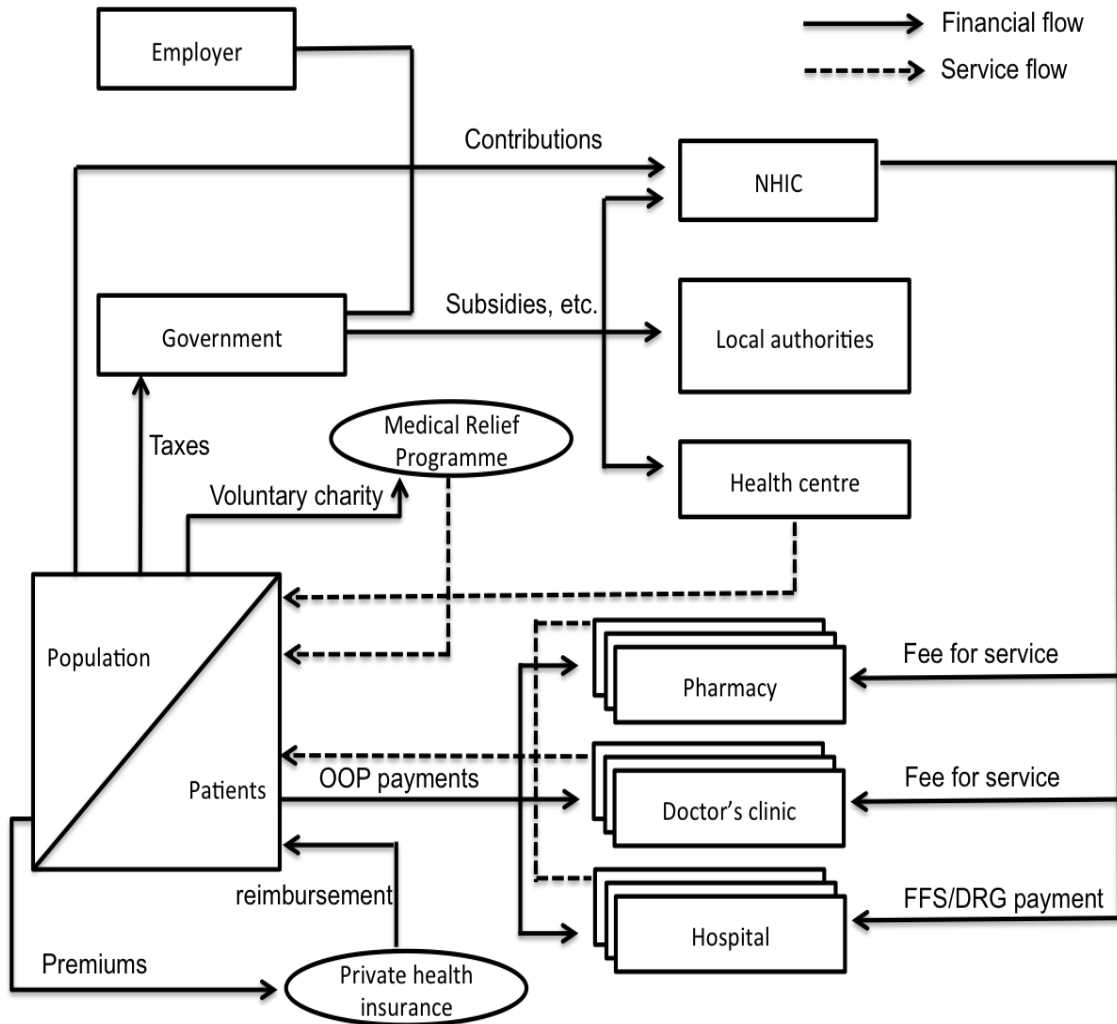 Financial flow
Employer
Service flow
Contributions
NHIC
Subsidies, etc.
Government
Local authorities
Medical Relief
Programme
Taxes
Health centre
Voluntary charity
Population
Fee for service
Pharmacy
OOP payments
Patients
Fee for service
Doctor's clinic
reimbursement
FFS/DRG payment
Hospital
Premiums
Private health
insurance